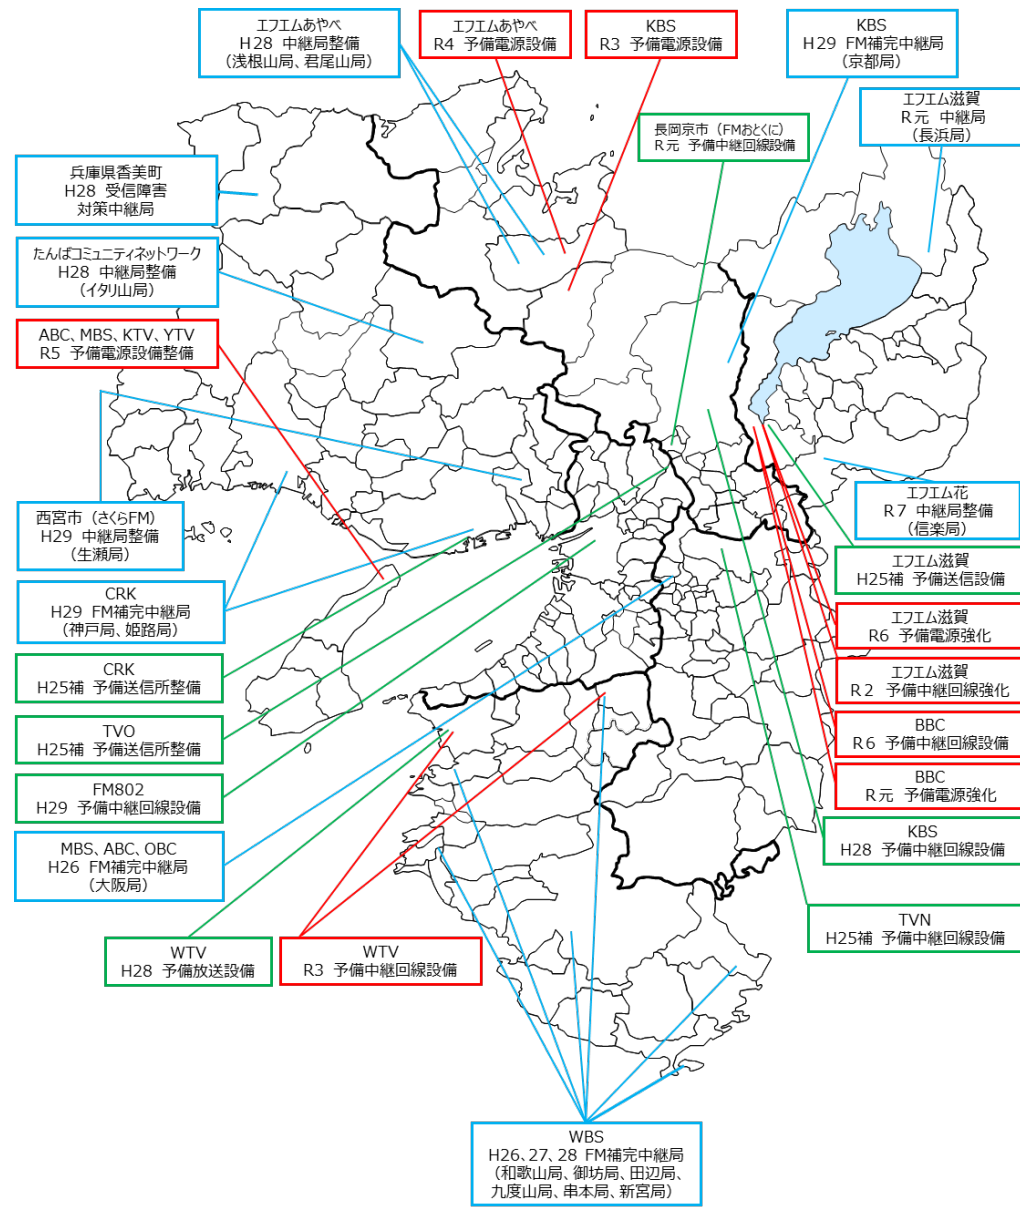 エフエムあやべ
H28 中継局整備
（浅根山局、君尾山局）
エフエムあやべ
R4 予備電源設備
KBS
R3 予備電源設備
KBS
H29 FM補完中継局
（京都局）
エフエム滋賀
R元 中継局
（長浜局）
長岡京市（FMおとくに）
R元 予備中継回線設備
兵庫県香美町
H28 受信障害
対策中継局
たんばコミュニティネットワーク
H28 中継局整備
（イタリ山局）
ABC、MBS、KTV、YTV
R5 予備電源設備整備
西宮市（さくらFM）
H29 中継局整備
（生瀬局）
CRK
H29 FM補完中継局
（神戸局、姫路局）
CRK
H25補 予備送信所整備
TVO
H25補 予備送信所整備
FM802
H29 予備中継回線設備
MBS、ABC、OBC
H26 FM補完中継局
（大阪局）
WTV
H28 予備放送設備
WTV
R3 予備中継回線設備
エフエム花
R7 中継局整備
（信楽局）
エフエム滋賀
H25補 予備送信設備
エフエム滋賀
R6 予備電源強化
エフエム滋賀
R２ 予備中継回線強化
BBC
R6 予備中継回線設備
BBC
R元 予備電源強化
KBS
H28 予備中継回線設備
TVN
H25補 予備中継回線設備
WBS
H26、27、28 FM補完中継局
（和歌山局、御坊局、田辺局、
九度山局、串本局、新宮局）